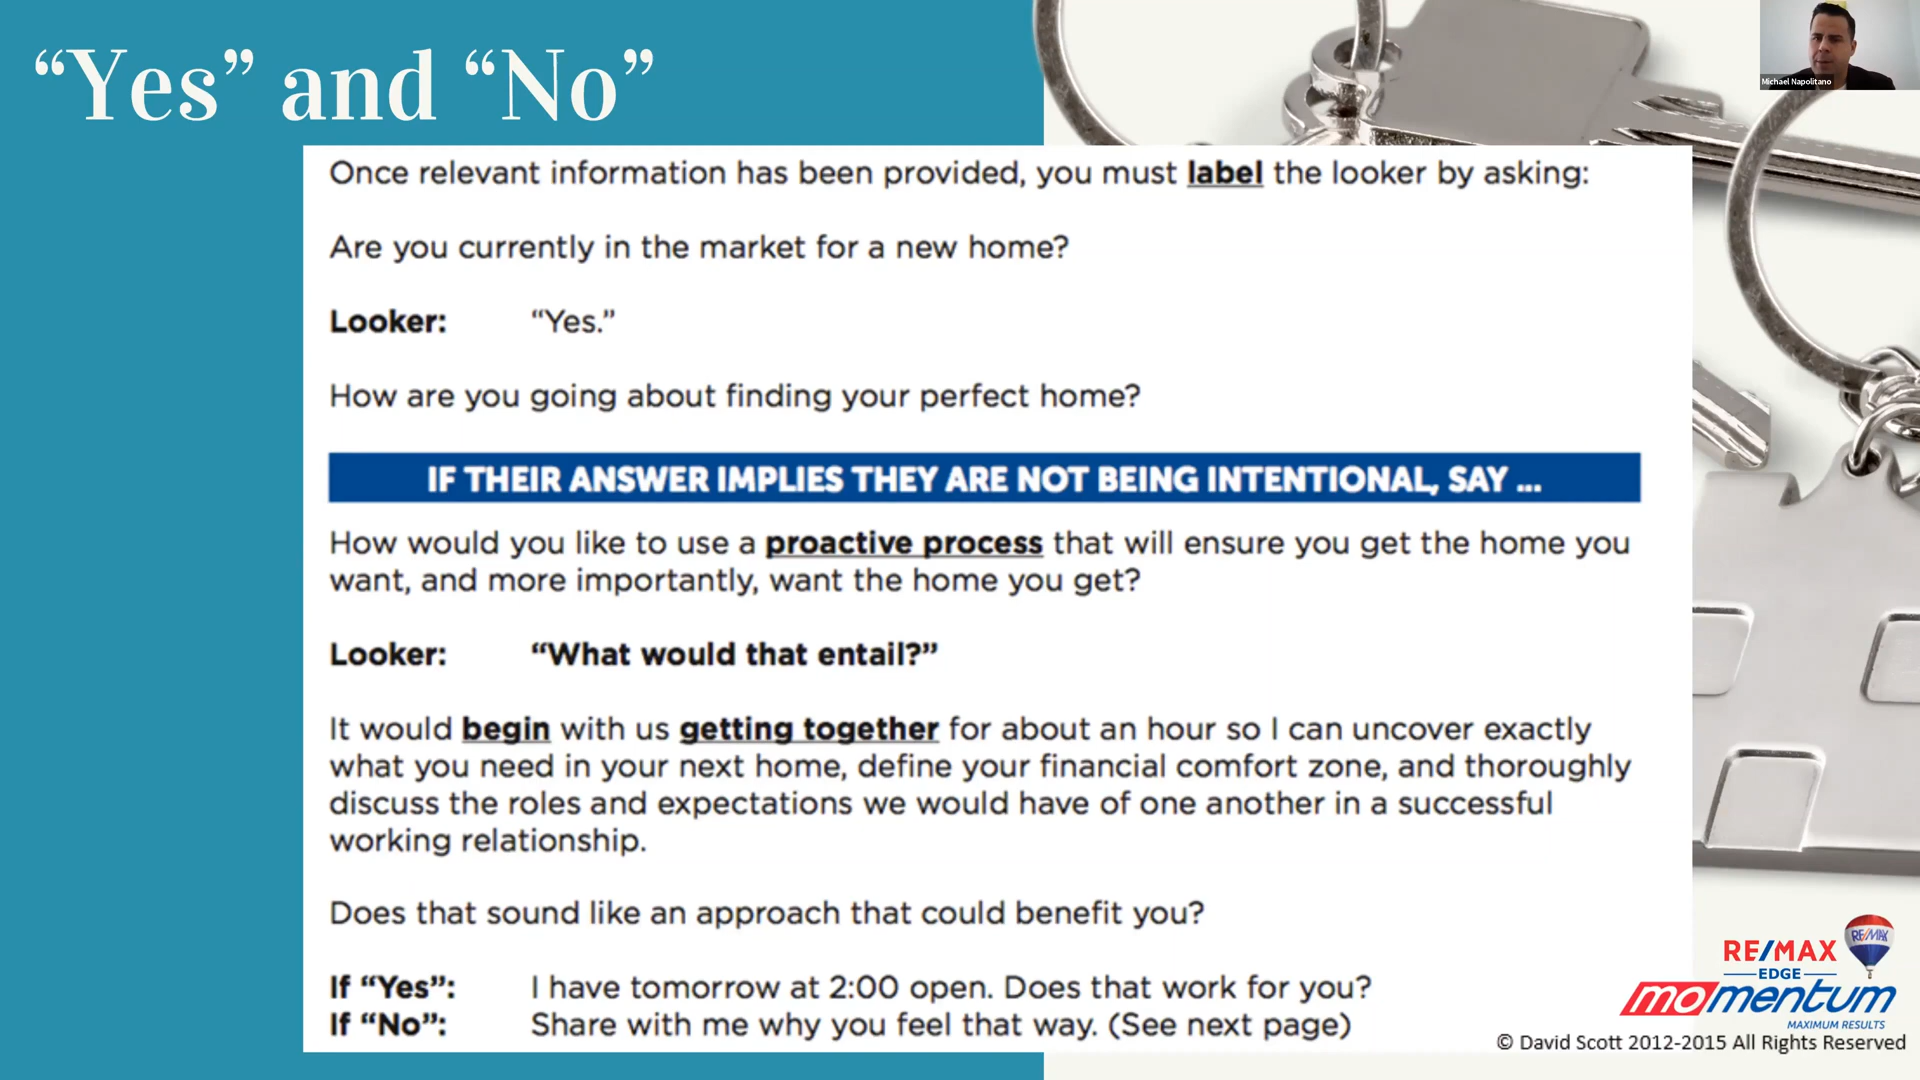 “Yes” and “No”
Michael Napolitano
Once relevant information has been provided, you must label the looker by asking:
Are you currently in the market for a new home?
Looker: “Yes.”
How are you going about finding your perfect home?
IF THEIR ANSWER IMPLIES THEY ARE NOT BEING INTENTIONAL, SAY ...
How would you like to use a proactive process that will ensure you get the home you
want, and more importantly, want the home you get?
Looker: “What would that entail?”
It would begin with us getting together for about an hour so I can uncover exactly
what you need in your next home, define your financial comfort zone, and thoroughly
discuss the roles and expectations we would have of one another in a successful
working relationship.
Does that sound like an approach that could benefit you?
If “Yes”: I have tomorrow at 2:00 open. Does that work for you?
If “No”: Share with me why you feel that way. (See next page)
RE/MAX
RE/MAX
EDGE
momentum
MAXIMUM RESULTS
© David Scott 2012-2015 All Rights Reserved